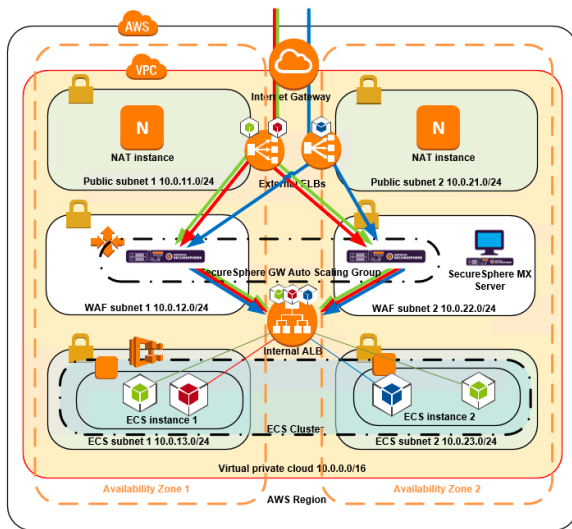 AWS
VPC
Internet Gateway
N
NAT instance
Public subnet 1 10.0.11.0/24
External ELBs
N
NAT instance
Public subnet 2 10.0.21.0/24
SecureSphere GW Auto Scaling Group
WAF subnet 1 10.0.12.0/24
SecureSphere MX
Server
WAF subnet 2 10.0.22.0/24
Internal ALB
ECS instance 1
ECS subnet 1 10.0.13.0/24
ECS Cluster
ECS instance 2
ECS subnet 2 10.0.23.0/24
Virtual private cloud 10.0.0.0/16
Availability Zone 1
Availability Zone 2
AWS Region